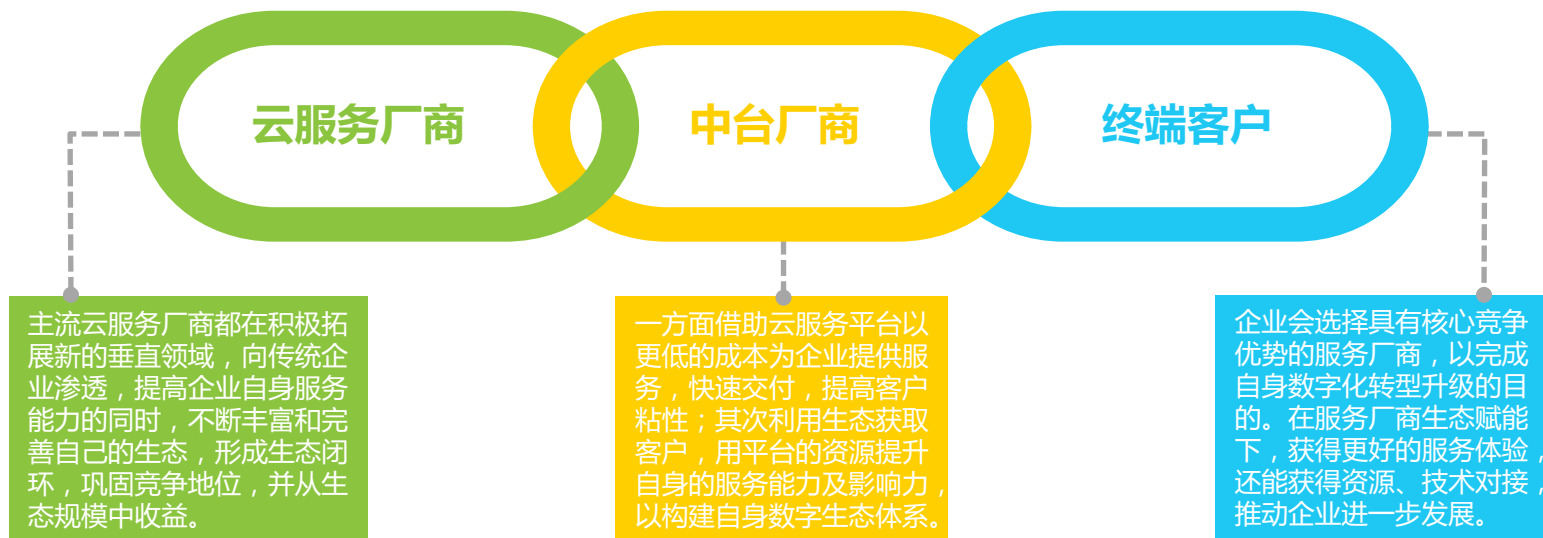 云服务厂商
中台厂商
终端客户
主流云服务厂商都在积极拓
展新的垂直领域，向传统企
业渗透，提高企业自身服务
能力的同时，不断丰富和完
善自己的生态，形成生态闭
环，巩固竞争地位，并从生
态规模中收益。
一方面借助云服务平台以
更低的成本为企业提供服
务，快速交付，提高客户
粘性；其次利用生态获取
客户，用平台的资源提升
自身的服务能力及影响力，
以构建自身数字生态体系。
企业会选择具有核心竞争
优势的服务厂商，以完成
自身数字化转型升级的目
的。在服务厂商生态赋能
下，获得更好的服务体验，
还能获得资源、技术对接，
推动企业进一步发展。